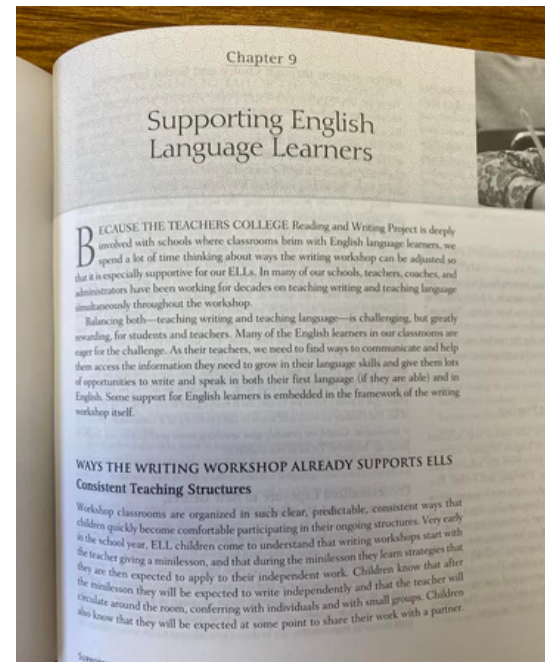 Chapter 9
Supporting English
Language Learners
BECAUSE THE TEACHERS COLLEGE Reading and Writing Project is deeply
involved with schools where classrooms brim with English language learners, we
spend a lot of time thinking about ways the writing workshop can be adjusted so
that it is especially supportive for our ELLs. In many of our schools, teachers, coaches, and
administrators have been working for decades on teaching writing and teaching language
simultaneously throughout the workshop.
Balancing both—teaching writing and teaching language—is challenging, but greatly
rewarding, for students and teachers. Many of the English learners in our classrooms are
eager for the challenge. As their teachers, we need to find ways to communicate and help
them access the information they need to grow in their language skills and give them lots
of opportunities to write and speak in both their first language (if they are able) and in
English. Some support for English learners is embedded in the framework of the writing
workshop itself.
WAYS THE WRITING WORKSHOP ALREADY SUPPORTS ELLS
Consistent Teaching Structures
Workshop classrooms are organized in such clear, predictable, consistent ways that
children quickly become comfortable participating in their ongoing structures. Very early
in the school year, ELL children come to understand that writing workshops start with
the teacher giving a minilesson, and that during the minilesson they learn strategies that
they are then expected to apply to their independent work. Children know that after
the minilesson they will be expected to write independently and that the teacher will
circulate around the room, conferring with individuals and with small groups. Children
also know that they will be expected at some point to share their work with a partner.